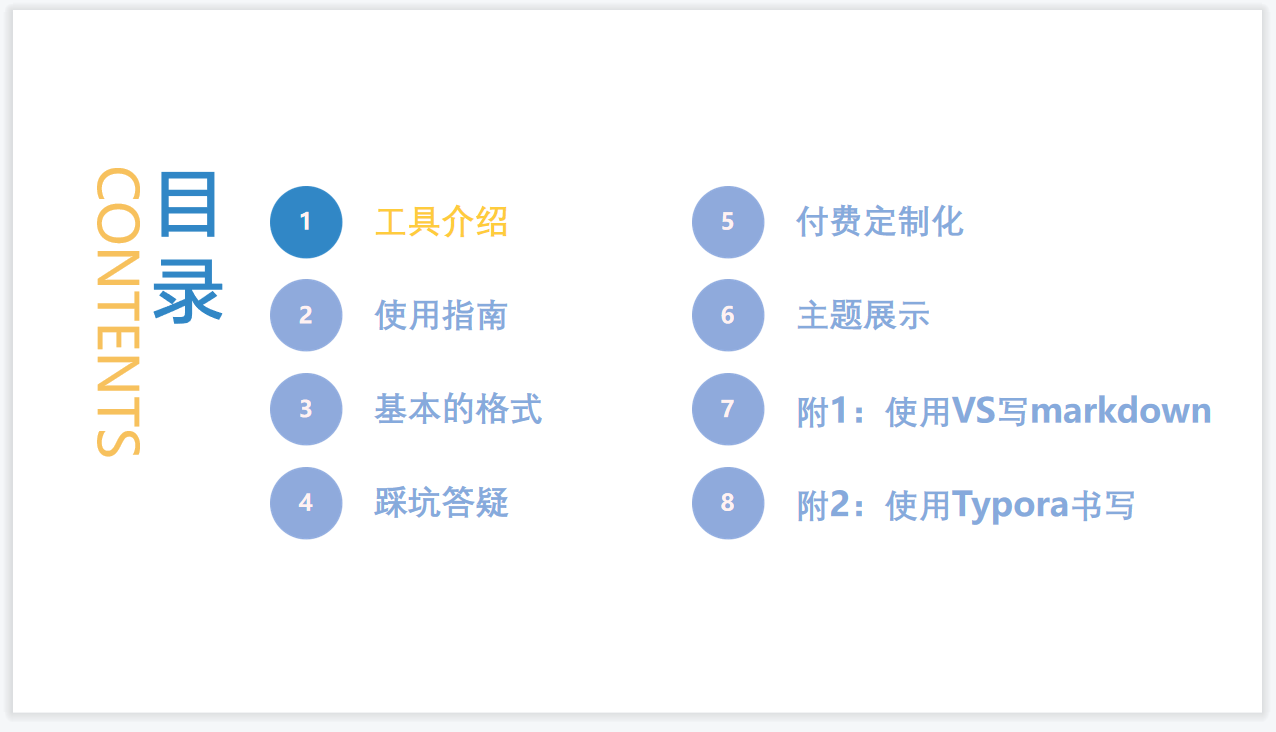 目录
CONTENTS
1 工具介绍
2 使用指南
3 基本的格式
4 踩坑答疑
5 付费定制化
6 主题展示
7 附1：使用VS写markdown
8 附2：使用Typora书写